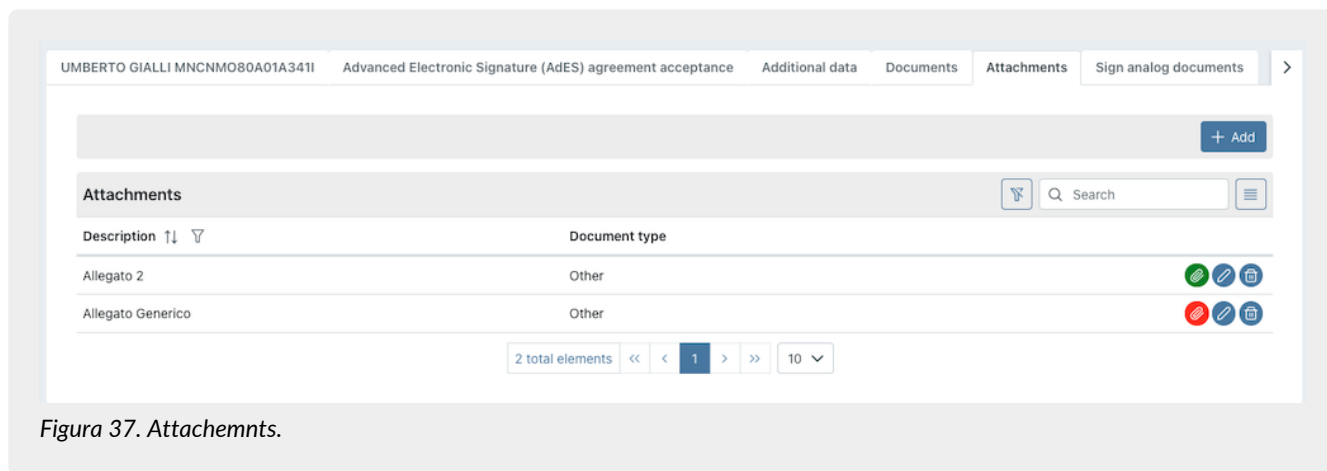 UMBERTO GIALLI MNCNMO80A01A341I Advanced Electronic Signature (AdES) agreement acceptance Additional data Documents Attachments Sign analog documents
+ Add
Attachments Search
Description Document type
Allegato 2 Other
Allegato Generico Other
2 total elements << < 1 > >> 10
Figura 37. Attachemnts.